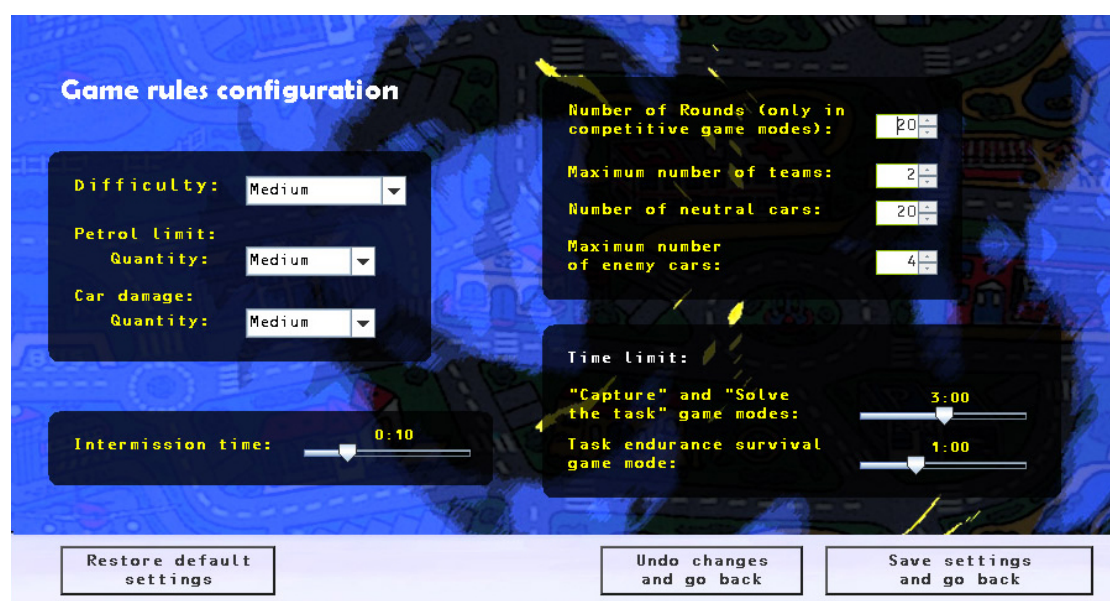 Game rules configuration
Difficulty: Medium
Petrol limit:
Quantity: Medium
Car damage:
Quantity: Medium
Intermission time: 0:10
Number of Rounds (only in
competitive game modes): 20
Maximum number of teams: 2
Number of neutral cars: 20
Maximum number
of enemy cars: 4
Time limit:
"Capture" and "Solve
the task" game modes: 3:00
Task endurance survival
game mode: 1:00
Restore default
settings
Undo changes
and go back
Save settings
and go back